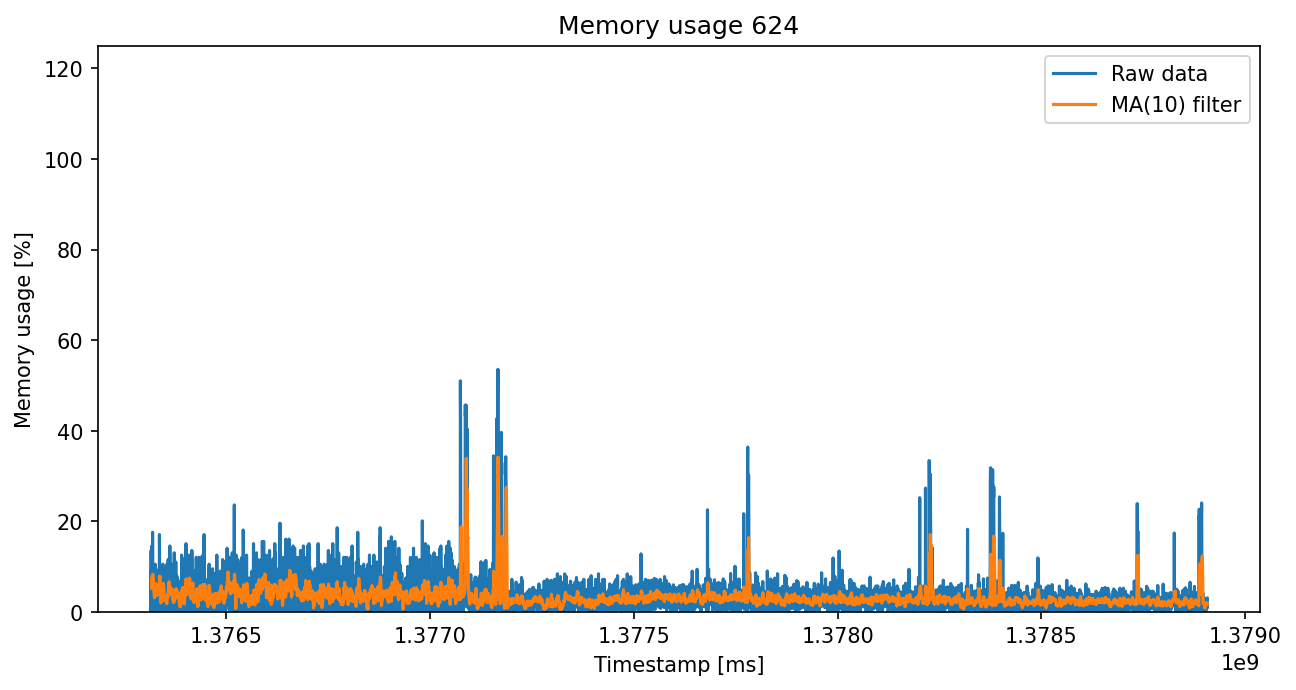 Memory usage 624
Raw data
MA(10) filter
Memory usage [%]
120
100
80
60
40
20
0
1.3765 1.3770 1.3775 1.3780 1.3785 1.3790
1e9
Timestamp [ms]